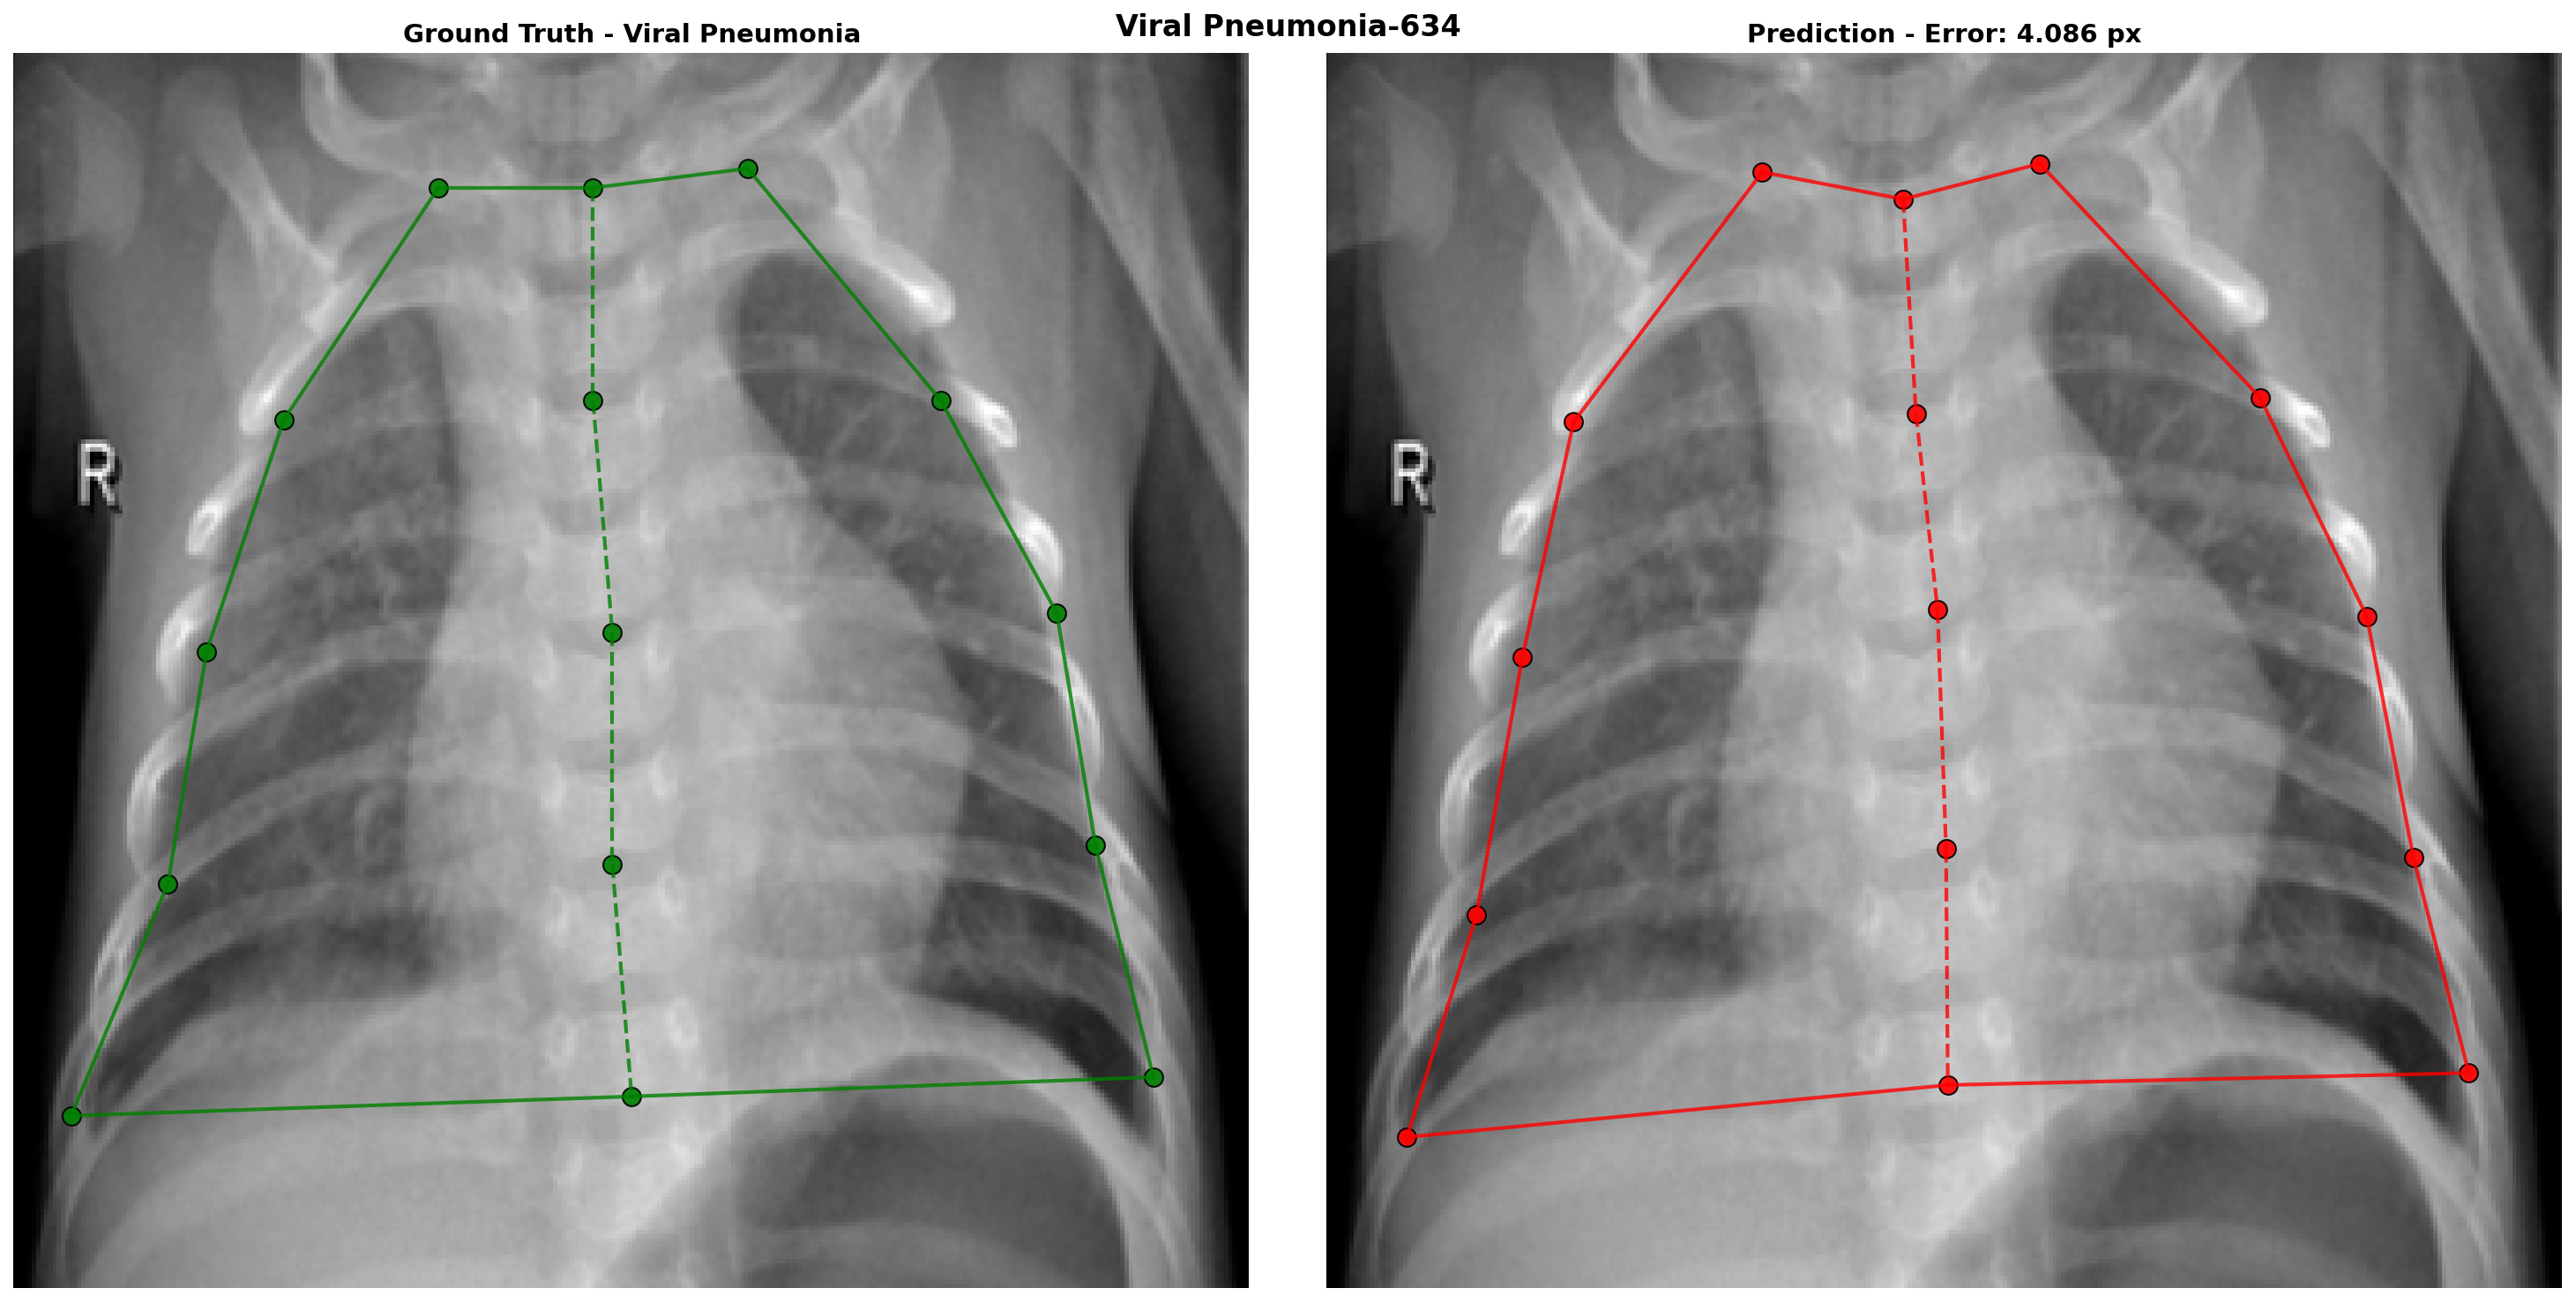 Viral Pneumonia-634
Ground Truth - Viral Pneumonia
Prediction - Error: 4.086 px
R
R